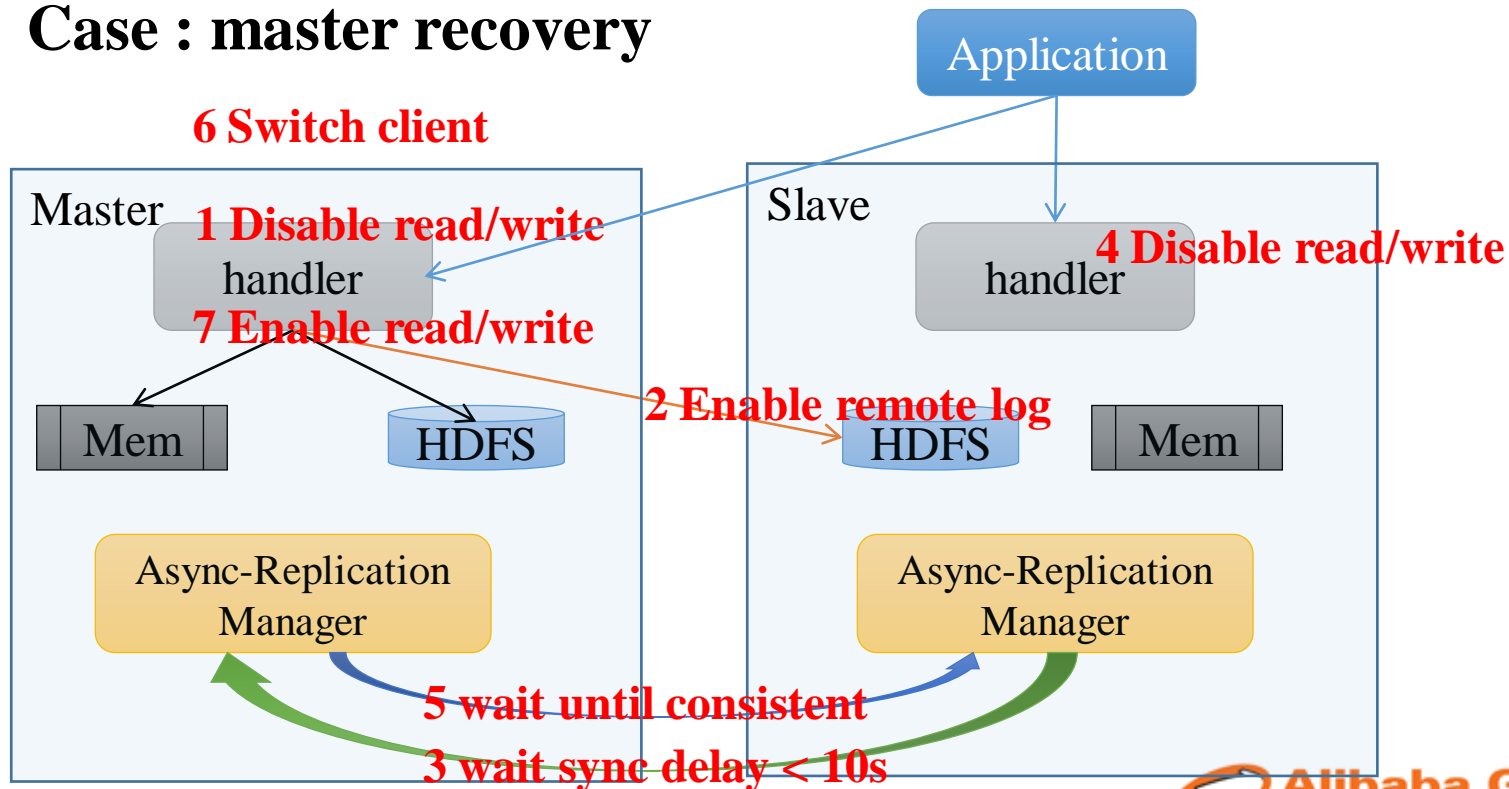 Case : master recovery
Application
6 Switch client
Master
1 Disable read/write
handler
7 Enable read/write
Slave
4 Disable read/write
handler
2 Enable remote log
Mem
HDFS
HDFS
Mem
Async-Replication
Manager
Async-Replication
Manager
5 wait until consistent
3 wait sync delay < 10s
Alibaba G